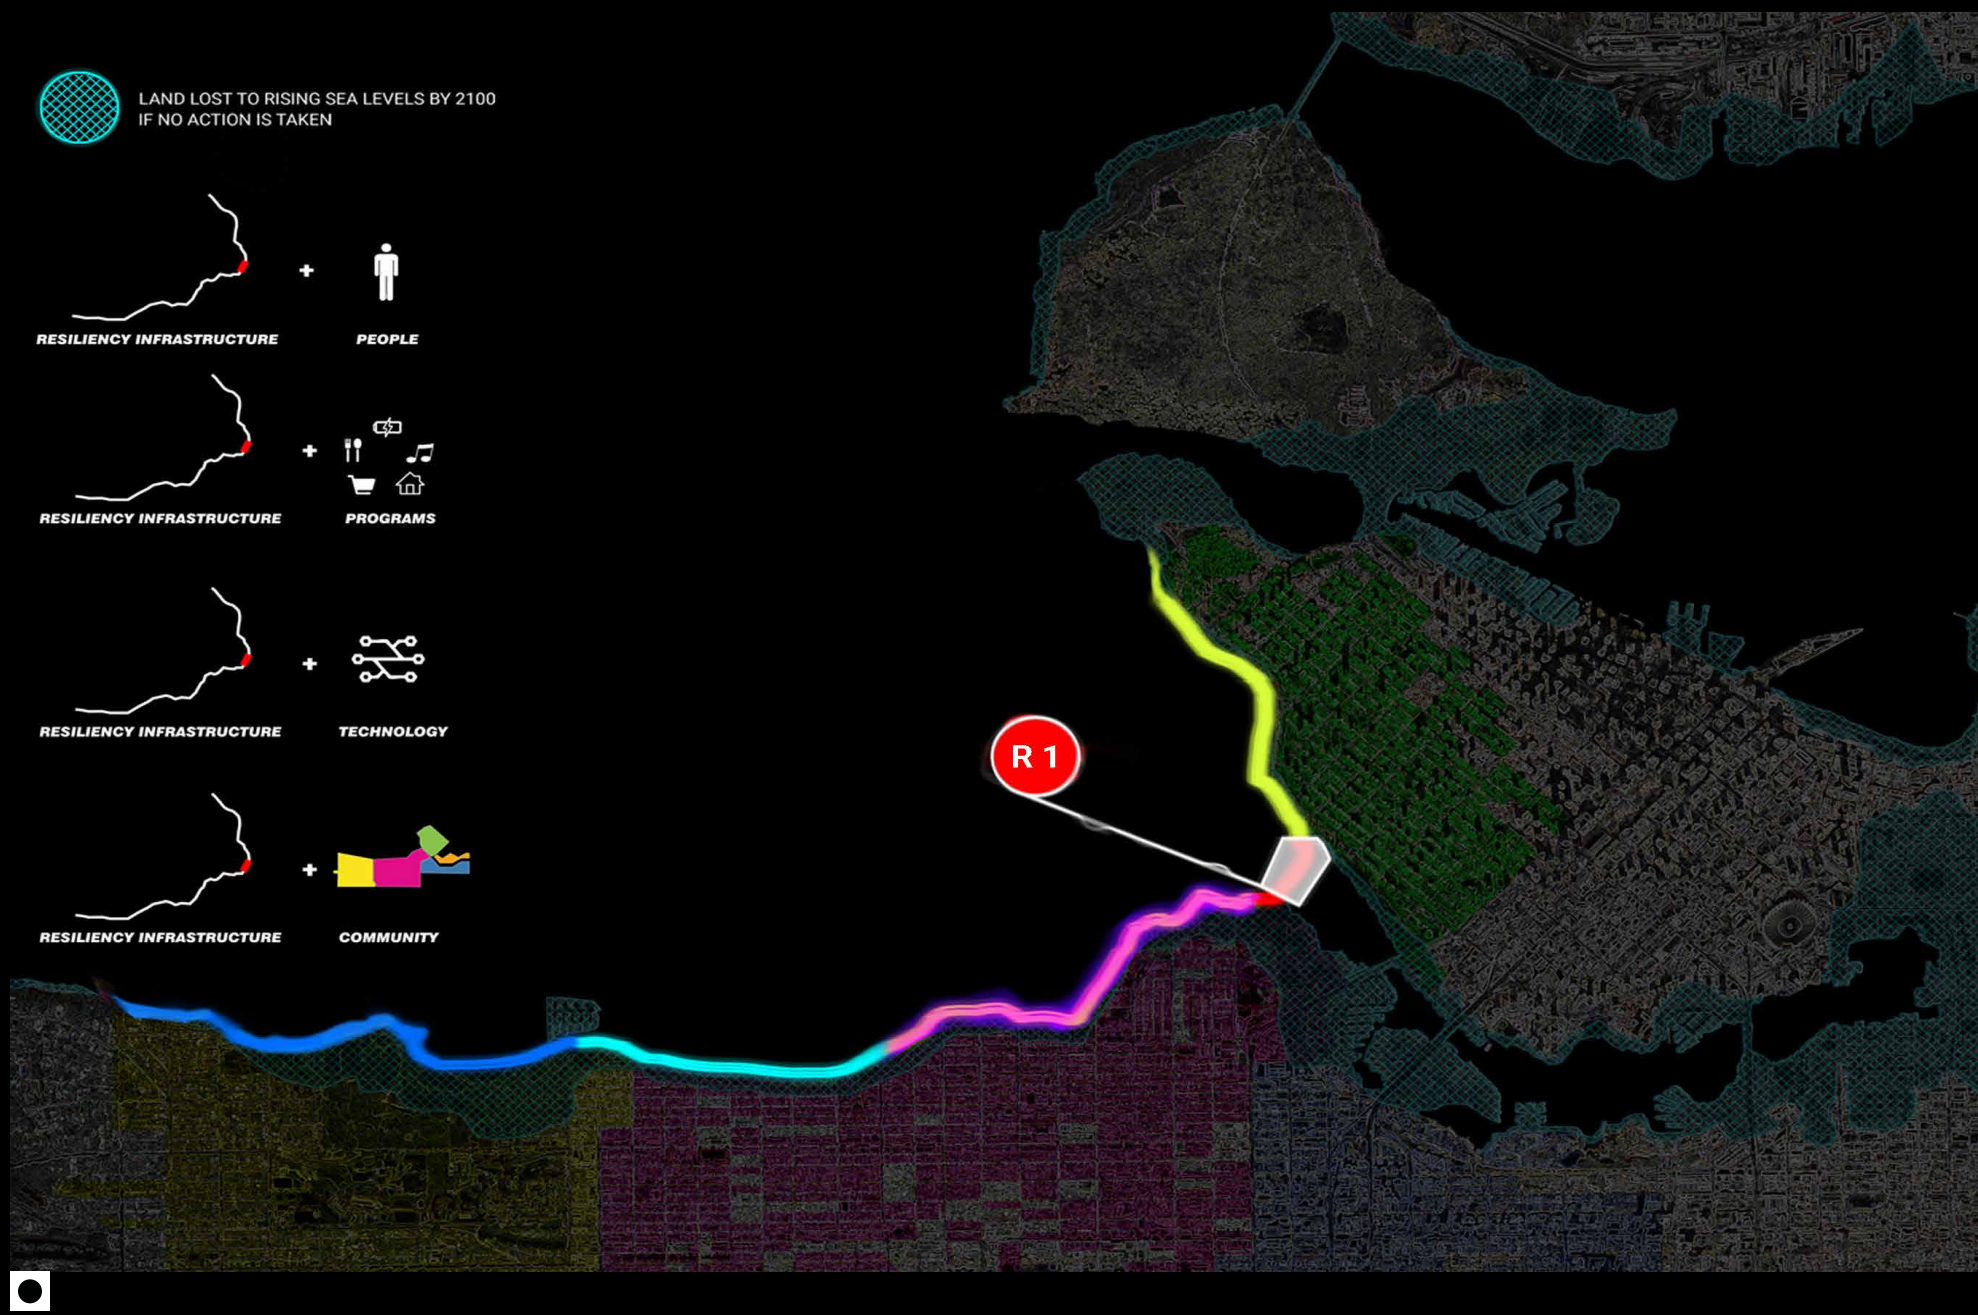 LAND LOST TO RISING SEA LEVELS BY 2100
IF NO ACTION IS TAKEN
RESILIENCY INFRASTRUCTURE
+
PEOPLE
RESILIENCY INFRASTRUCTURE
+
PROGRAMS
RESILIENCY INFRASTRUCTURE
+
TECHNOLOGY
R 1
RESILIENCY INFRASTRUCTURE
+
COMMUNITY